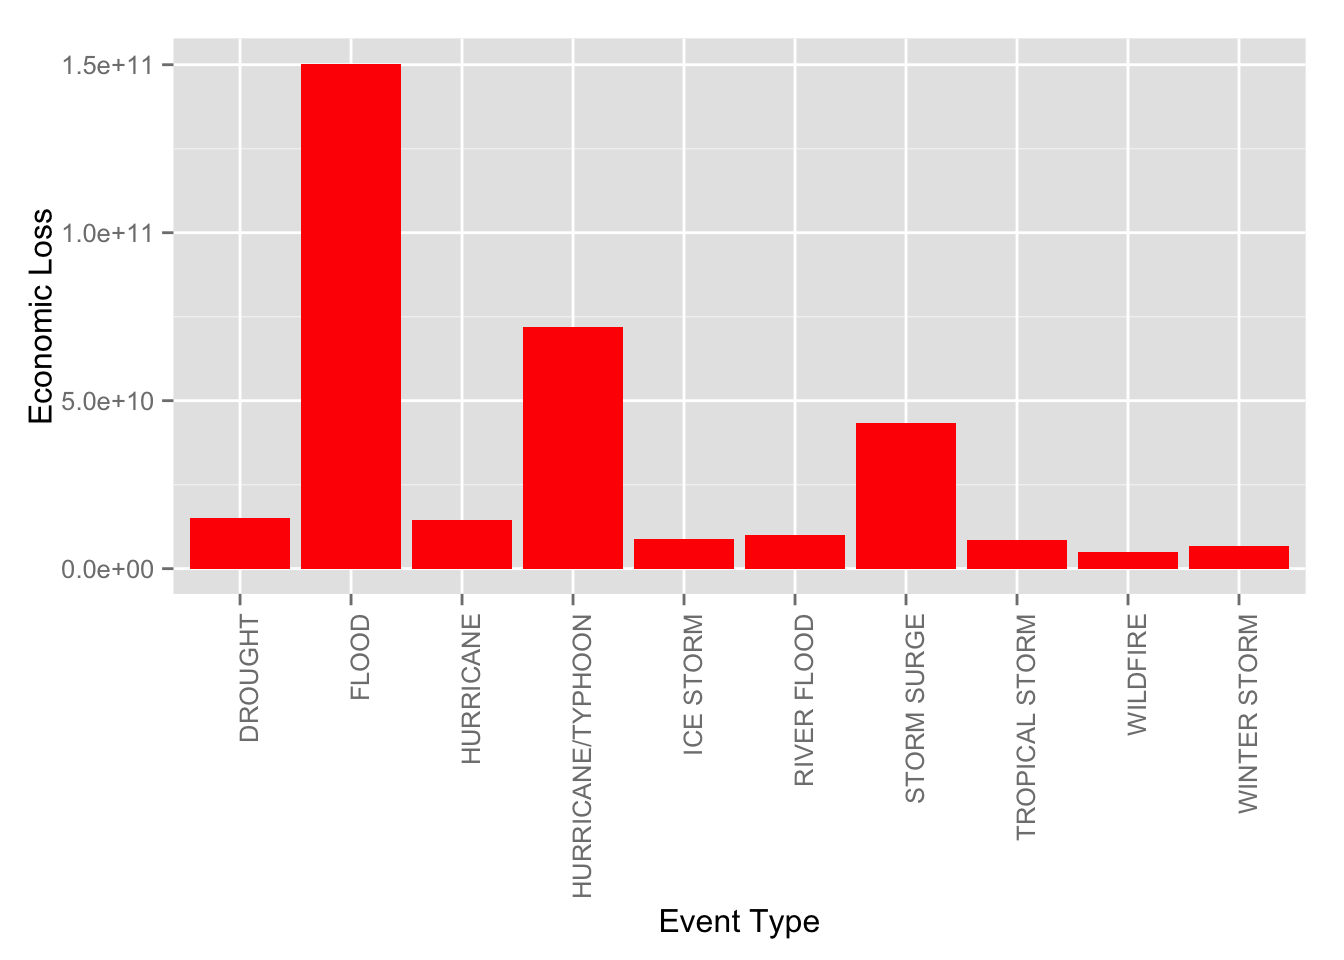 1.5e+11
1.0e+11
5.0e+10
0.0e+00
Economic Loss
DROUGHT
FLOOD
HURRICANE
HURRICANE/TYPHOON
ICE STORM
RIVER FLOOD
STORM SURGE
TROPICAL STORM
WILDFIRE
WINTER STORM
Event Type